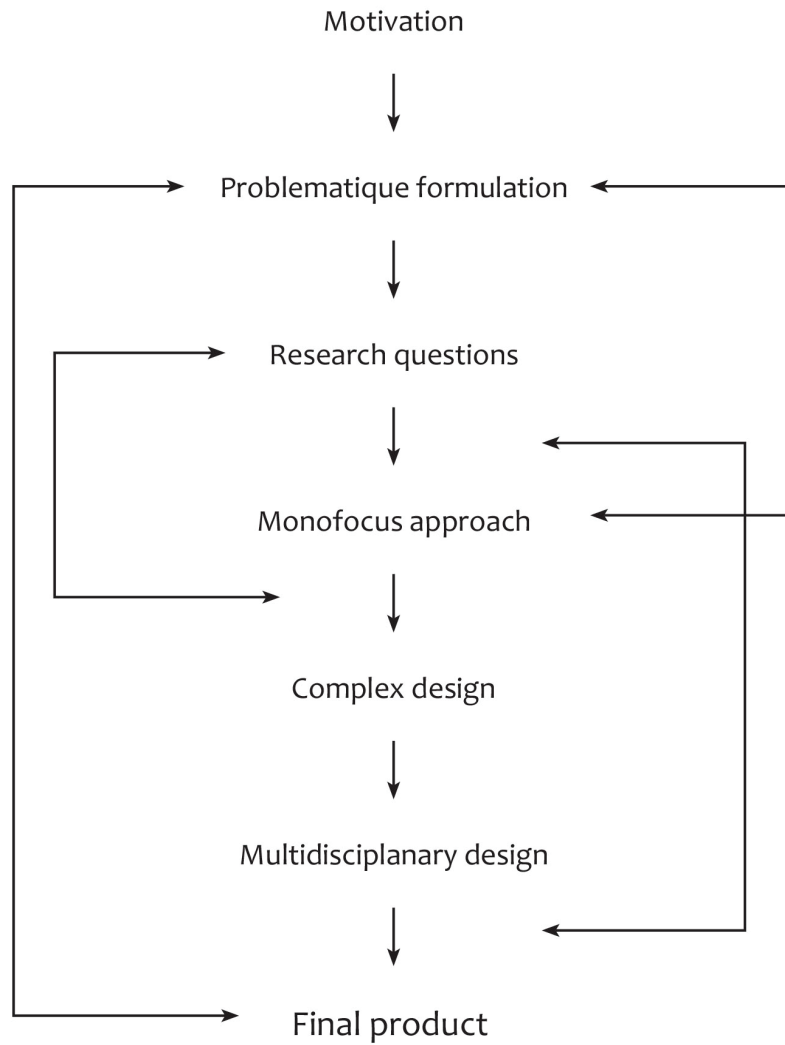 Motivation
Problematique formulation
Research questions
Monofocus approach
Complex design
Multidisciplanary design
Final product